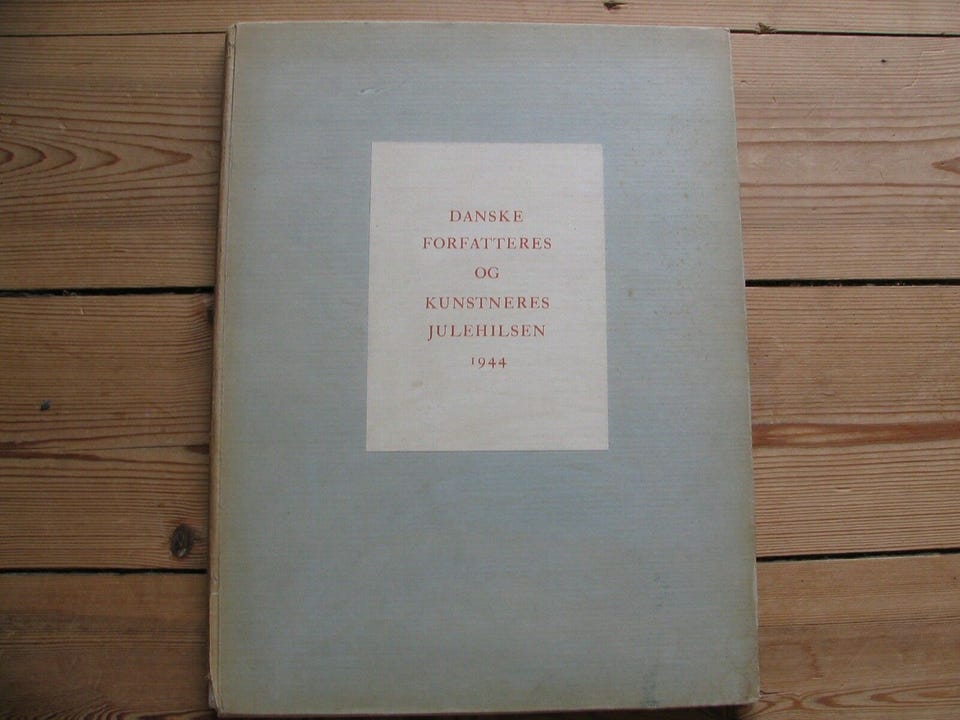 DANSKE
FORFATTERES
OG
KUNSTNERES
JULEHILSEN
1944